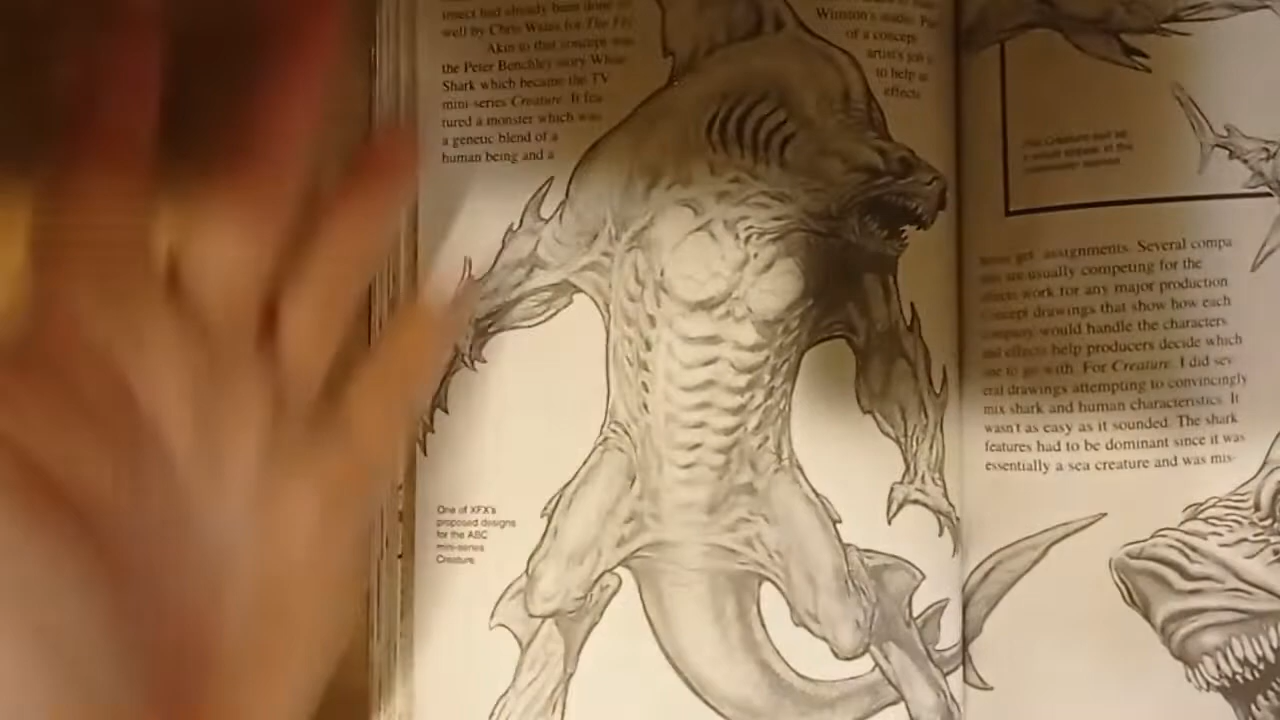 insect had already been done so
well by Chris Walas for The Fly.
Akin to that concept was
the Peter Benchley story White
Shark which became the TV
mini-series Creature. It fea-
tured a monster which was
a genetic blend of a
human being and a
One of XFX's
proposed designs
for the ABC
mini-series
Creature
Winston's studio. Part
of a concept
artist's job is
to help
effects
get assignments. Several compa
are usually competing for the
effects work for any major production
Concept drawings that show how each
company would handle the characters
and effects help producers decide which
one to go with. For Creature. I did sev-
eral drawings attempting to convincingly
mix shark and human characteristics. It
wasn't as easy as it sounded. The shark
features had to be dominant since it was
essentially a sea creature and was mis-